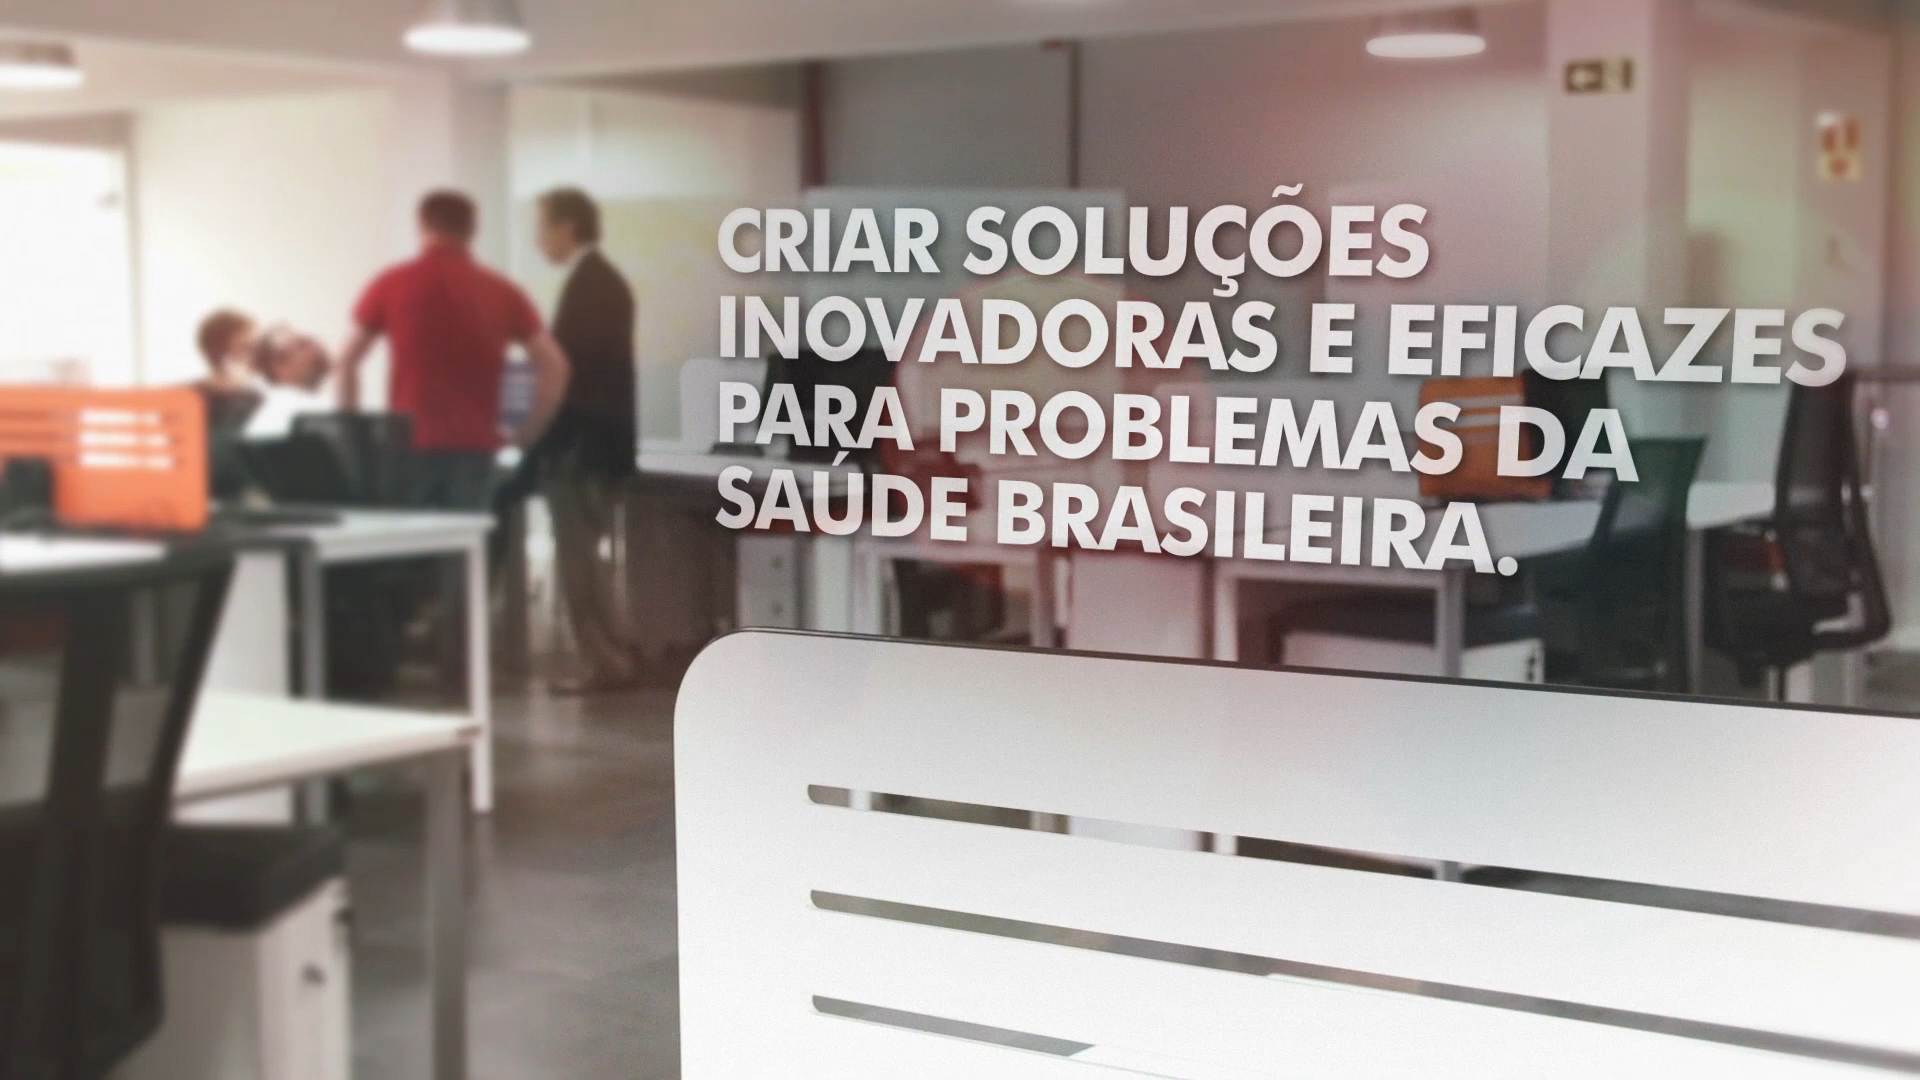 CRIAR SOLUÇÕES
INOVADORAS E EFICAZES
PARA PROBLEMAS DA
SAÚDE BRASILEIRA.